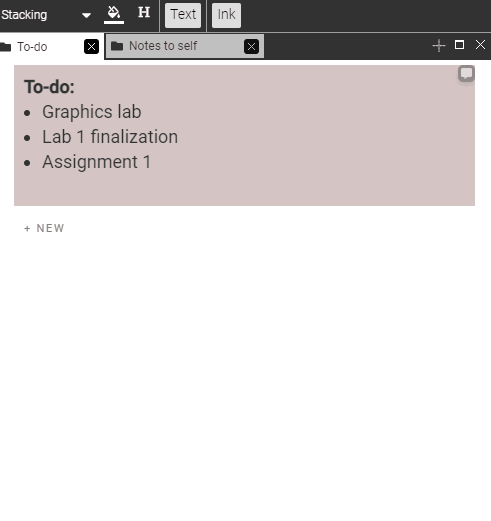 Stacking H Text Ink
To-do Notes to self
To-do:
Graphics lab
Lab 1 finalization
Assignment 1
+ NEW